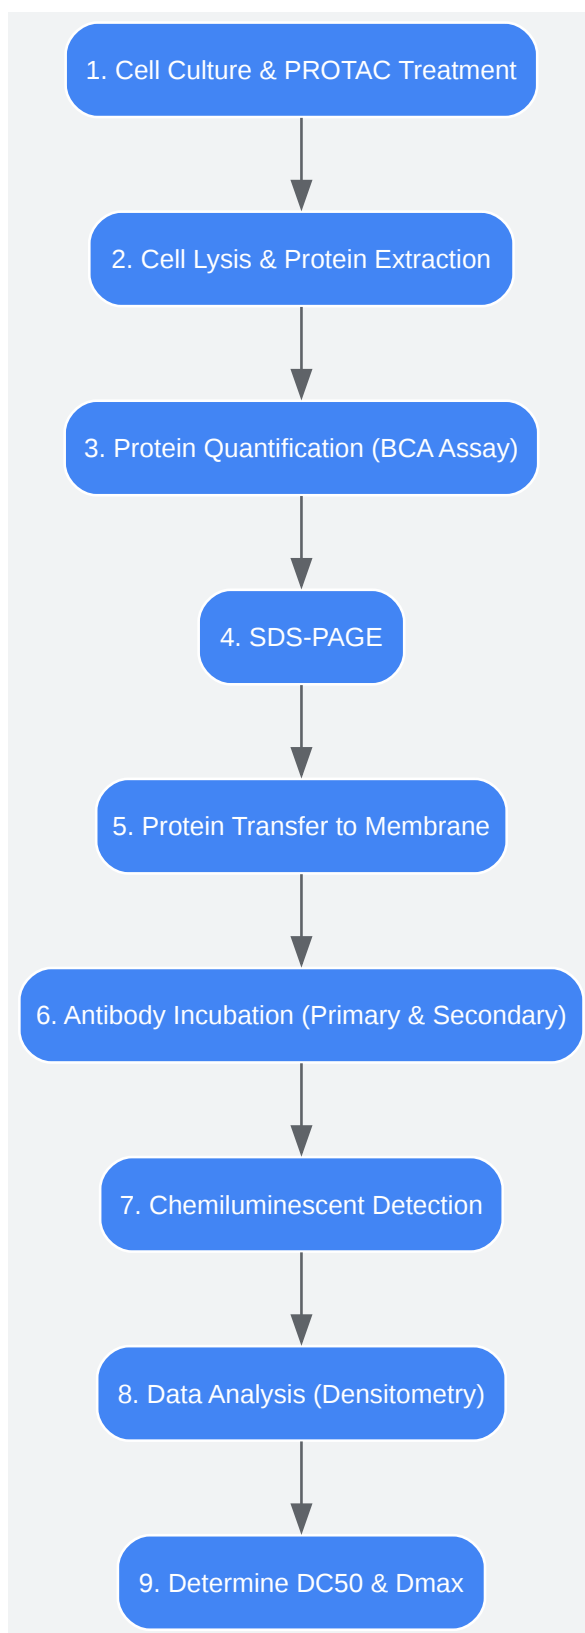 1. Cell Culture & PROTAC Treatment
2. Cell Lysis & Protein Extraction
3. Protein Quantification (BCA Assay)
4. SDS-PAGE
5. Protein Transfer to Membrane
6. Antibody Incubation (Primary & Secondary)
7. Chemiluminescent Detection
8. Data Analysis (Densitometry)
9. Determine DC50 & Dmax